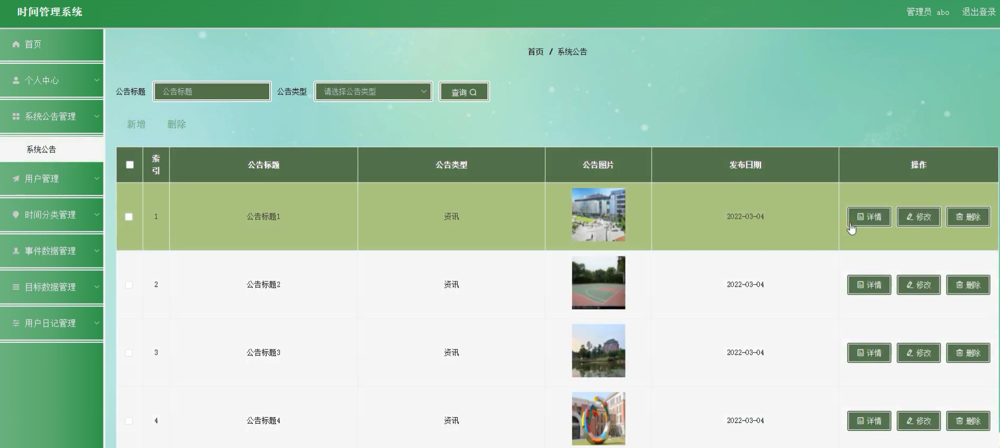 时间管理系统
管理员 abo 退出登录
首页
个人中心
系统公告管理
系统公告
用户管理
时间分类管理
事件数据管理
目标数据管理
用户日记管理
首页 / 系统公告
公告标题 公告标题 公告类型 请选择公告类型 查询
新增 删除
索引 公告标题 公告类型 公告图片 发布日期 操作
1 公告标题1 资讯 2022-03-04 详情 修改 删除
2 公告标题2 资讯 2022-03-04 详情 修改 删除
3 公告标题3 资讯 2022-03-04 详情 修改 删除
4 公告标题4 资讯 2022-03-04 详情 修改 删除